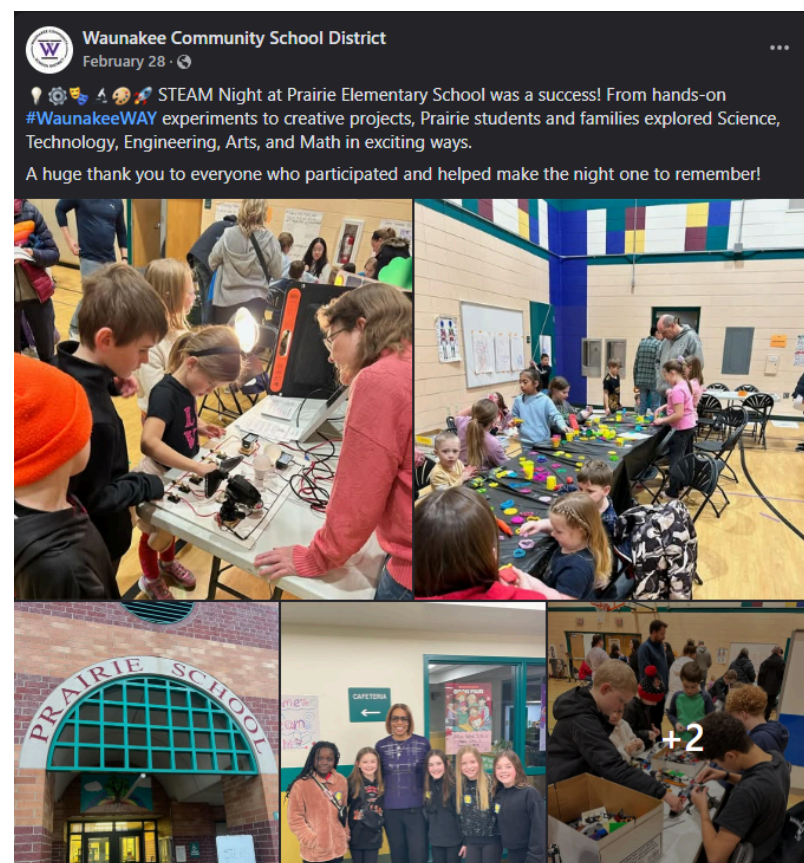 Waunakee Community School District
February 28
STEAM Night at Prairie Elementary School was a success! From hands-on
#WaunakeeWAY experiments to creative projects, Prairie students and families explored Science,
Technology, Engineering, Arts, and Math in exciting ways.
A huge thank you to everyone who participated and helped make the night one to remember!
PRAIRIE SCHOOL
CAFETERIA
+2